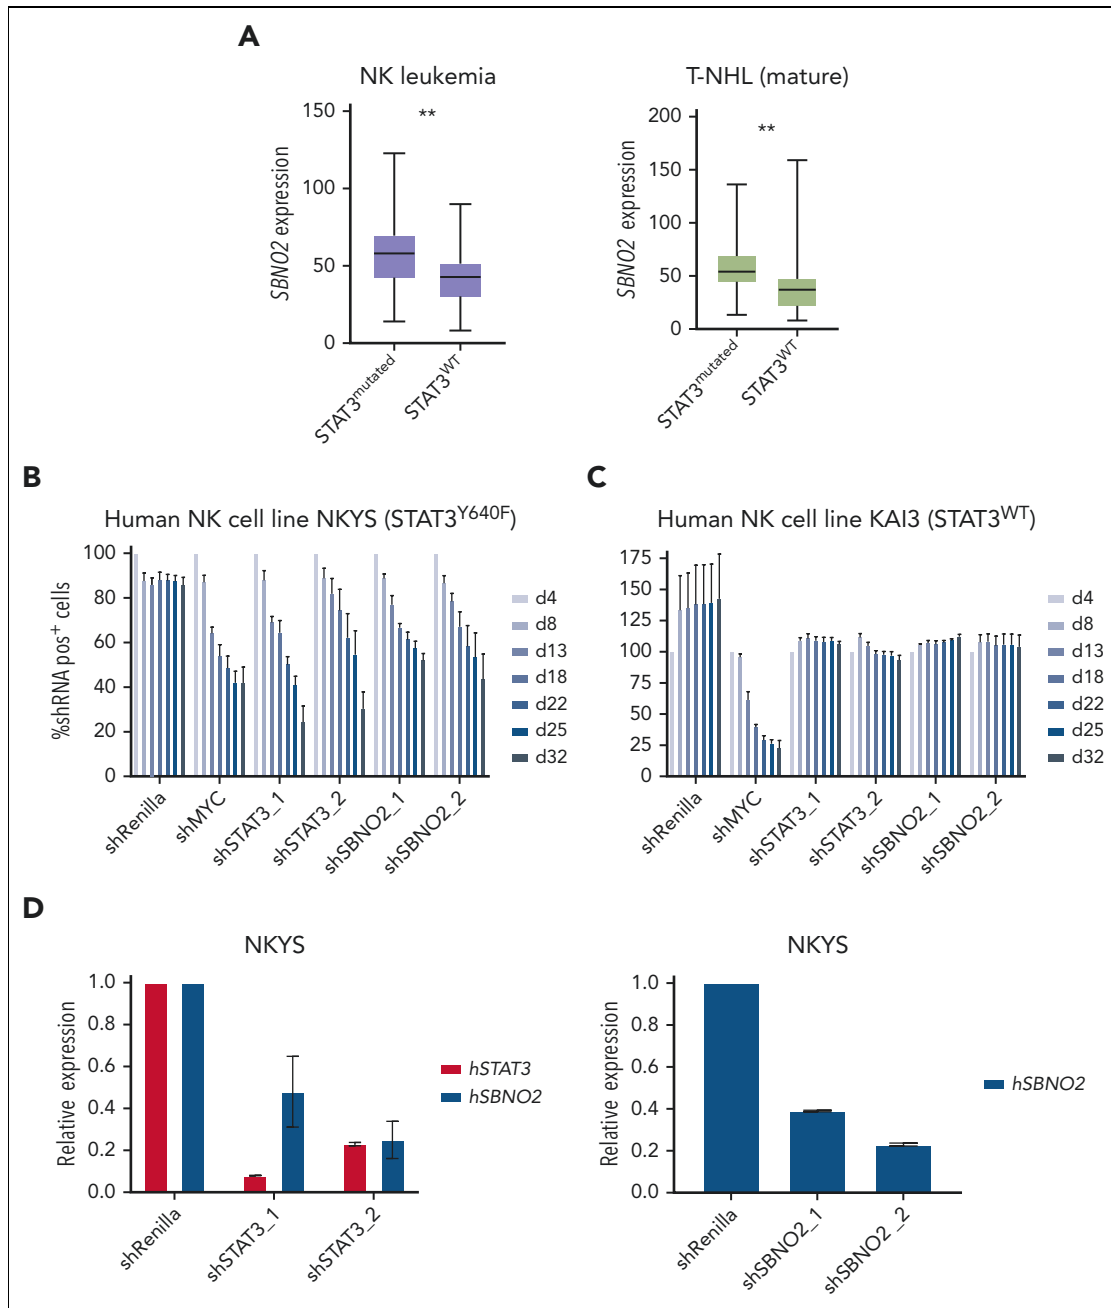 A
NK leukemia
T-NHL (mature)
150
100
50
0
SBNO2 expression
**
STAT3mutated
STAT3WT
200
150
100
50
0
SBNO2 expression
**
STAT3mutated
STAT3WT
B
Human NK cell line NKYS (STAT3Y640F)
100
80
60
40
20
0
%shRNA pos+ cells
d4
d8
d13
d18
d22
d25
d32
shRenilla
shMYC
shSTAT3_1
shSTAT3_2
shSBNO2_1
shSBNO2_2
C
Human NK cell line KAI3 (STAT3WT)
175
150
125
100
75
50
25
0
d4
d8
d13
d18
d22
d25
d32
shRenilla
shMYC
shSTAT3_1
shSTAT3_2
shSBNO2_1
shSBNO2_2
D
NKYS
1.0
0.8
0.6
0.4
0.2
0.0
Relative expression
hSTAT3
hSBNO2
shRenilla
shSTAT3_1
shSTAT3_2
NKYS
1.0
0.8
0.6
0.4
0.2
0.0
Relative expression
hSBNO2
shRenilla
shSBNO2_1
shSBNO2_2